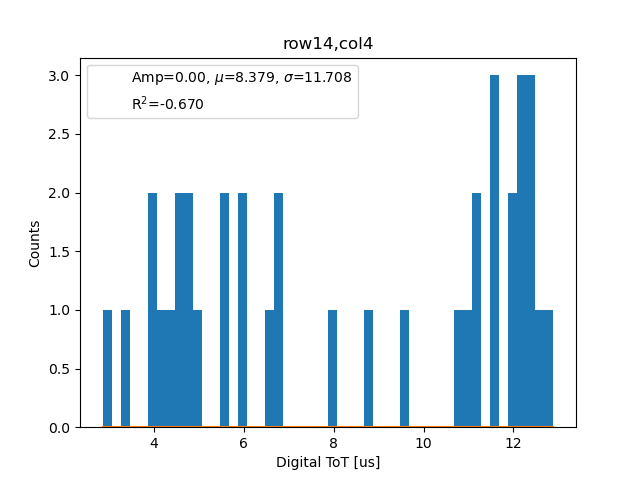 row14,col4
Amp=0.00, μ=8.379, σ=11.708
R²=-0.670
3.0
2.5
2.0
1.5
1.0
0.5
0.0
Counts
4 6 8 10 12
Digital ToT [us]